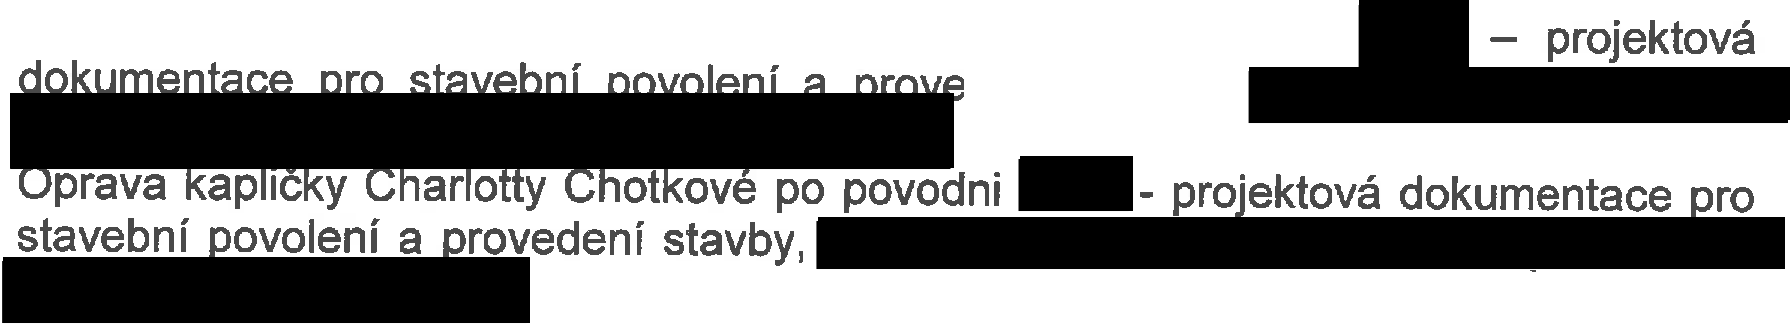 – projektová
dokumentace pro stavební povolení a prove
Oprava kapličky Charlotty Chotkové po povodni - projektová dokumentace pro
stavební povolení a provedení stavby,